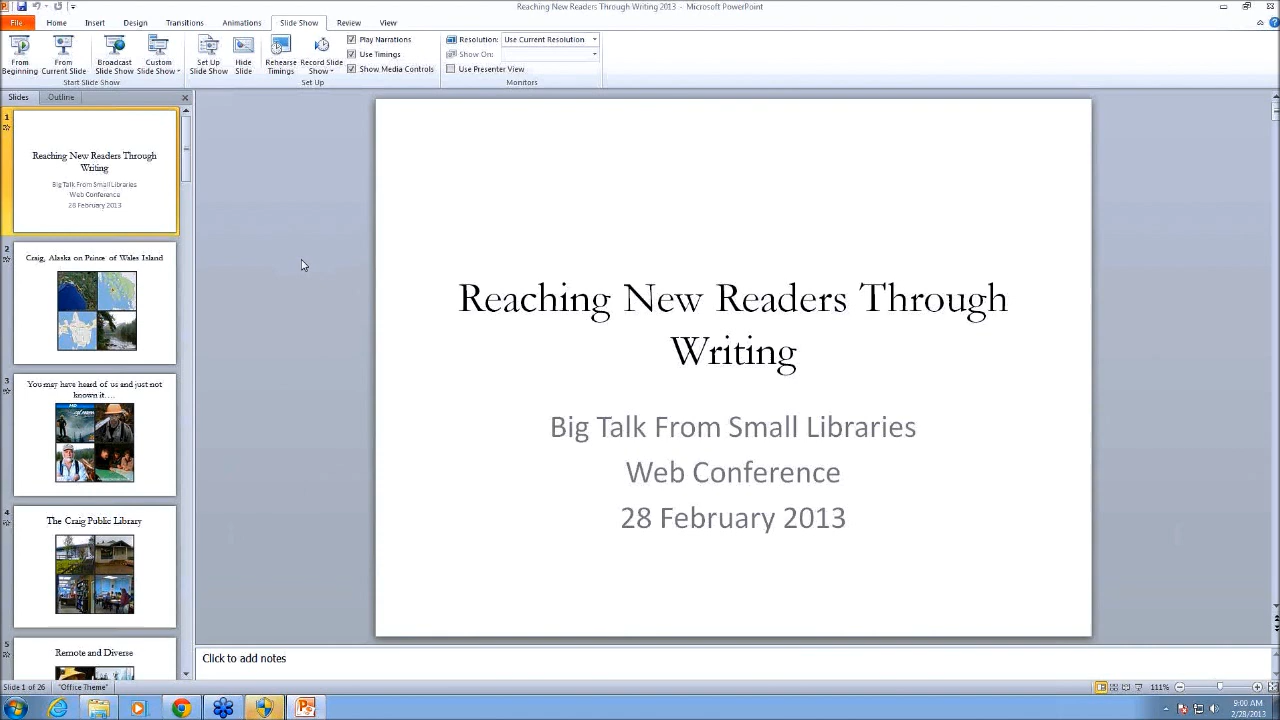 Reaching New Readers Through Writing 2013 - Microsoft PowerPoint
File Home Insert Design Transitions Animations Slide Show Review View
From Beginning
From Current Slide
Broadcast Slide Show
Custom Slide Show
Set Up Slide Show
Hide Slide
Rehearse Timings
Record Slide Show
Play Narrations
Use Timings
Show Media Controls
Resolution: Use Current Resolution
Show On:
Use Presenter View
Start Slide Show
Set Up
Monitors
Slides Outline
1
Reaching New Readers Through
Writing
Big Talk From Small Libraries
Web Conference
28 February 2013
2
Craig, Alaska on Prince of Wales Island
3
You may have heard of us and just not
known it....
4
The Craig Public Library
5
Remote and Diverse
Reaching New Readers Through
Writing
Big Talk From Small Libraries
Web Conference
28 February 2013
Click to add notes
Slide 1 of 26 "Office Theme" 111%
9:00 AM
2/28/2013